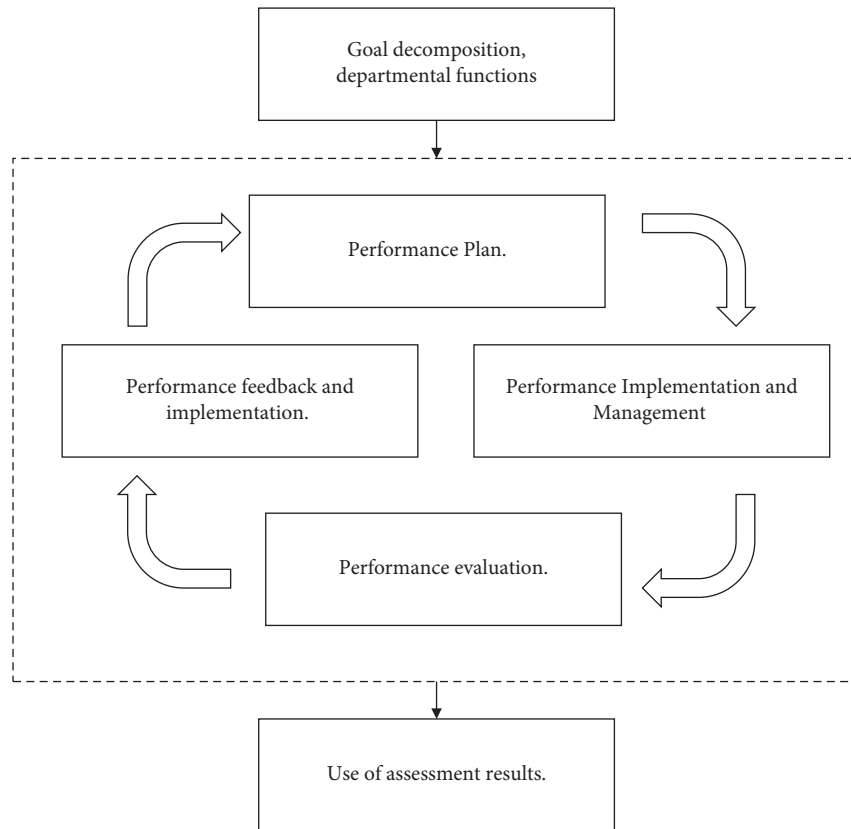 Goal decomposition,
departmental functions
Performance Plan.
Performance feedback and
implementation.
Performance Implementation and
Management
Performance evaluation.
Use of assessment results.